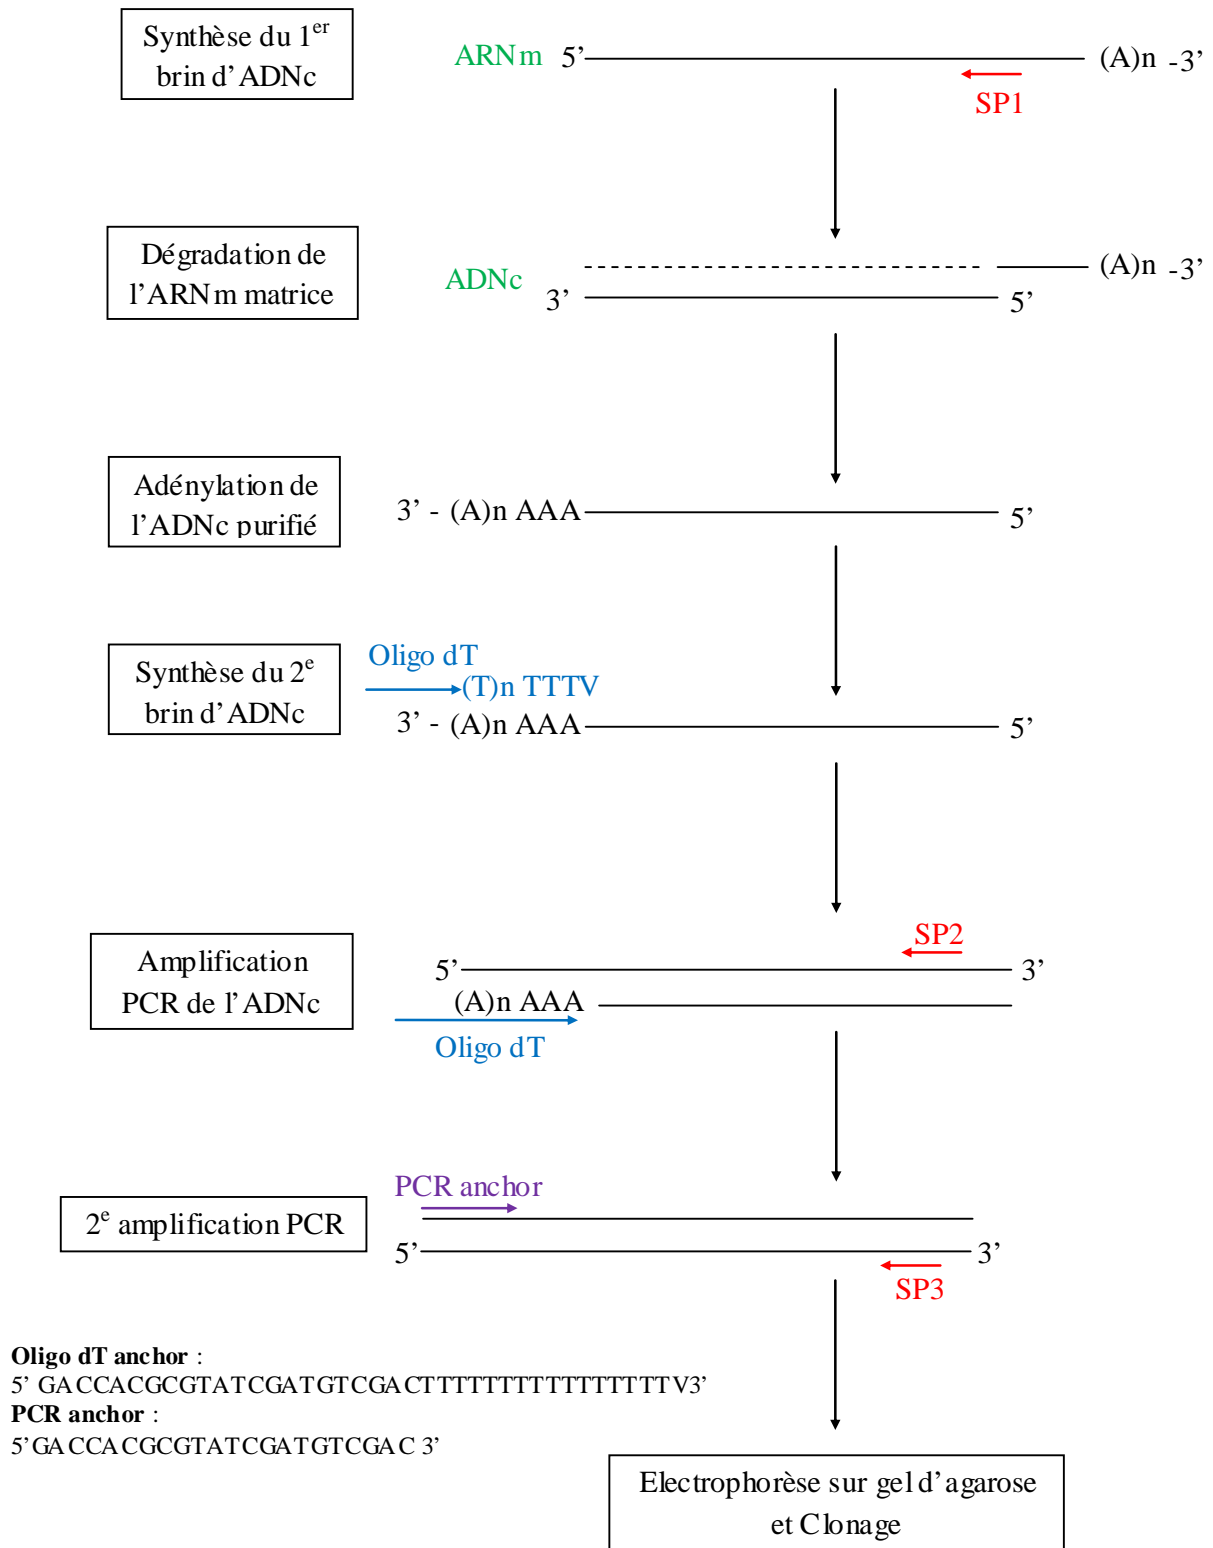 Synthèse du 1er
brin d'ADNc
ARNm 5' (A)n -3'
SP1
Dégradation de
l'ARNm matrice
ADNc
(A)n -3'
3' 5'
Adénylation de
l'ADNc purifié
3' - (A)n AAA 5'
Synthèse du 2e
brin d'ADNc
Oligo dT
(T)n TTTV
3' - (A)n AAA 5'
Amplification
PCR de l'ADNc
SP2
5' 3'
(A)n AAA
Oligo dT
2e amplification PCR
PCR anchor
5' 3'
SP3
Oligo dT anchor :
5' GACCACGCGTATCGATGTCGACTTTTTTTTTTTTTTTTV3'
PCR anchor :
5'GACCACGCGTATCGATGTCGAC 3'
Electrophorèse sur gel d'agarose
et Clonage